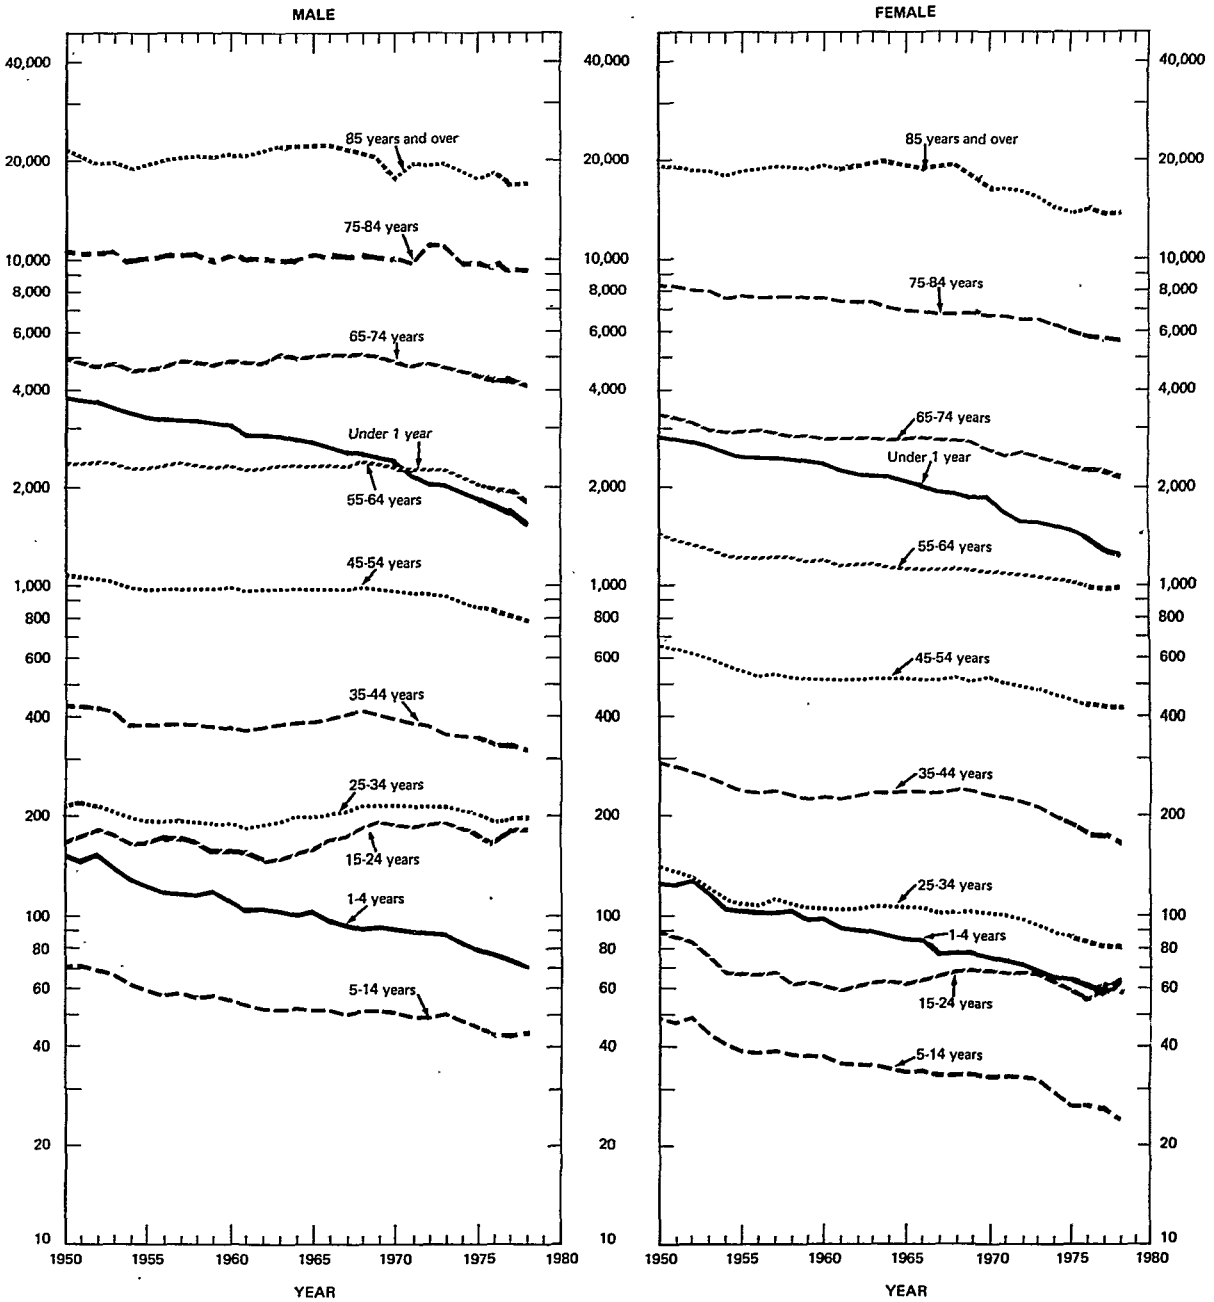 MALE
40,000
20,000
10,000
8,000
6,000
4,000
2,000
1,000
800
600
400
200
100
80
60
40
20
10
85 years and over
75-84 years
65-74 years
Under 1 year
55-64 years
45-54 years
35-44 years
25-34 years
15-24 years
1-4 years
5-14 years
1950 1955 1960 1965 1970 1975 1980
YEAR
40,000
20,000
10,000
8,000
6,000
4,000
2,000
1,000
800
600
400
200
100
80
60
40
20
10
FEMALE
85 years and over
75-84 years
65-74 years
Under 1 year
55-64 years
45-54 years
35-44 years
25-34 years
1-4 years
15-24 years
5-14 years
1950 1955 1960 1965 1970 1975 1980
YEAR
40,000
20,000
10,000
8,000
6,000
4,000
2,000
1,000
800
600
400
200
100
80
60
40
20
10